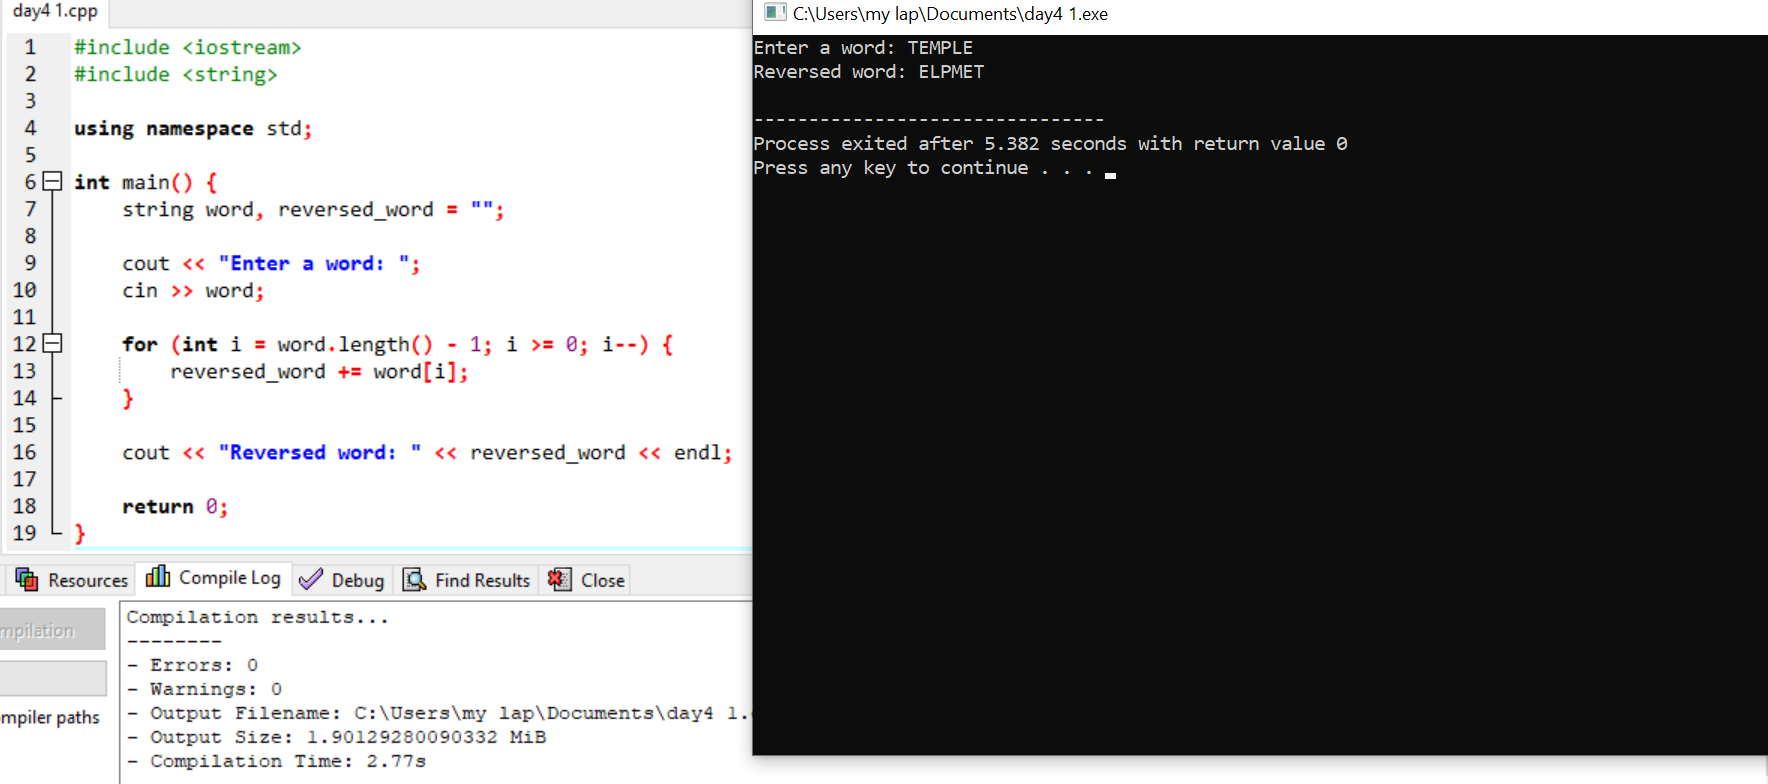 day4 1.cpp
1 #include <iostream>
2 #include <string>
3
4 using namespace std;
5
6 int main() {
7 string word, reversed_word = "";
8
9 cout << "Enter a word: ";
10 cin >> word;
11
12 for (int i = word.length() - 1; i >= 0; i--) {
13 reversed_word += word[i];
14 }
15
16 cout << "Reversed word: " << reversed_word << endl;
17
18 return 0;
19 }
Resources Compile Log Debug Find Results Close
mpilation
mpiler paths
Compilation results...
--------
- Errors: 0
- Warnings: 0
- Output Filename: C:\Users\my lap\Documents\day4 1.
- Output Size: 1.90129280090332 MiB
- Compilation Time: 2.77s
C:\Users\my lap\Documents\day4 1.exe
Enter a word: TEMPLE
Reversed word: ELPMET
--------------------------------
Process exited after 5.382 seconds with return value 0
Press any key to continue . . .